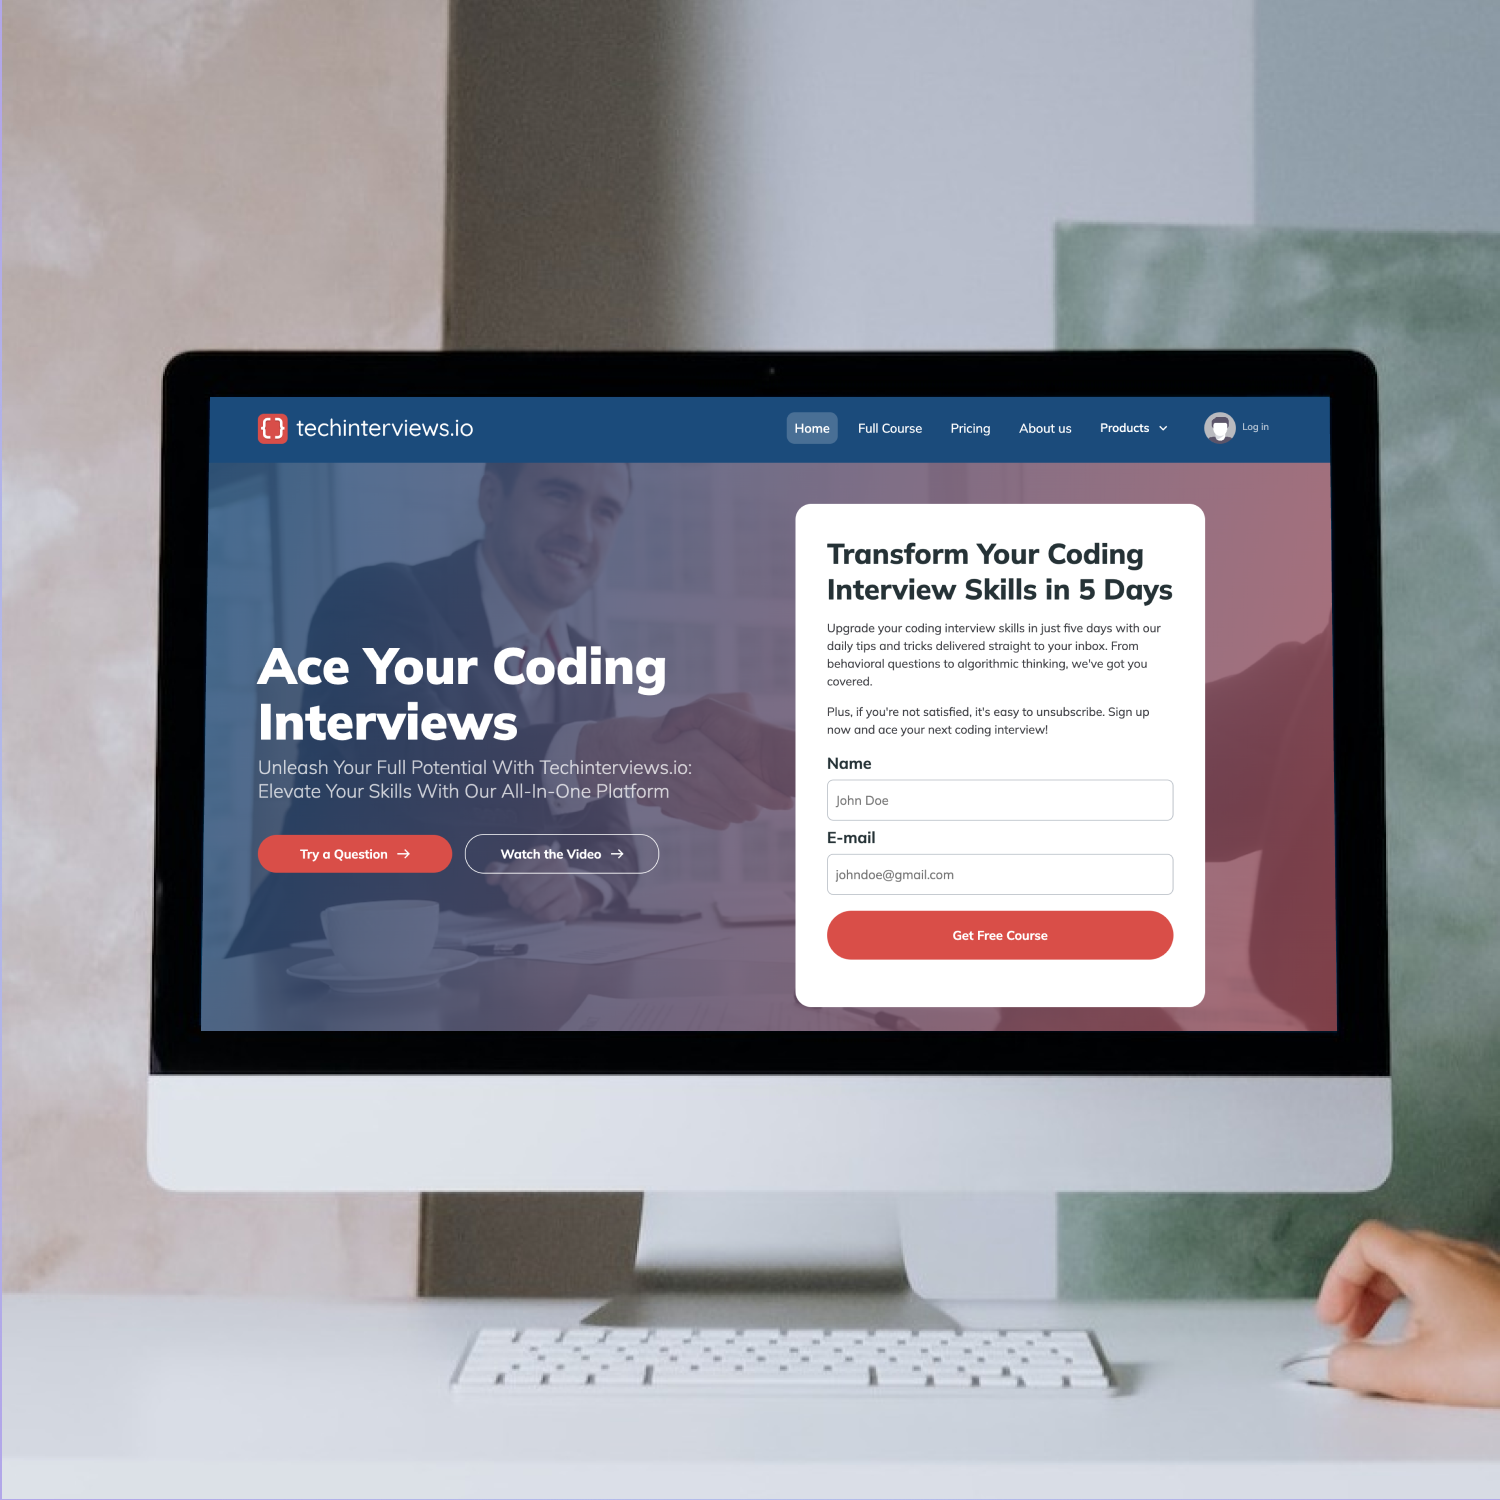 techinterviews.io
Home
Full Course
Pricing
About us
Products
Log in
Ace Your Coding
Interviews
Unleash Your Full Potential With Techinterviews.io:
Elevate Your Skills With Our All-In-One Platform
Try a Question →
Watch the Video →
Transform Your Coding
Interview Skills in 5 Days
Upgrade your coding interview skills in just five days with our
daily tips and tricks delivered straight to your inbox. From
behavioral questions to algorithmic thinking, we've got you
covered.
Plus, if you're not satisfied, it's easy to unsubscribe. Sign up
now and ace your next coding interview!
Name
John Doe
E-mail
johndoe@gmail.com
Get Free Course